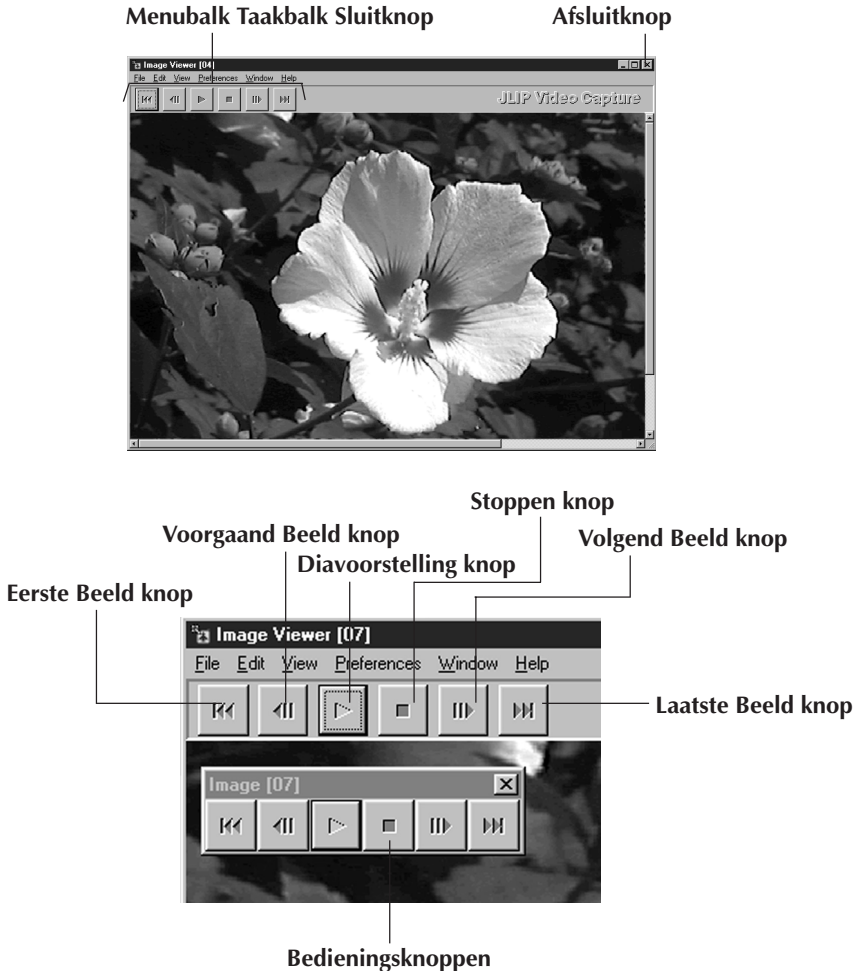 Menubalk Taakbalk Sluitknop
Afsluitknop
Image Viewer [04]
File Edit View Preferences Window Help
JLIP Video Capture
Stoppen knop
Voorgaand Beeld knop
Volgend Beeld knop
Diavoorstelling knop
Eerste Beeld knop
Image Viewer [07]
File Edit View Preferences Window Help
Laatste Beeld knop
Image [07]
Bedieningsknoppen